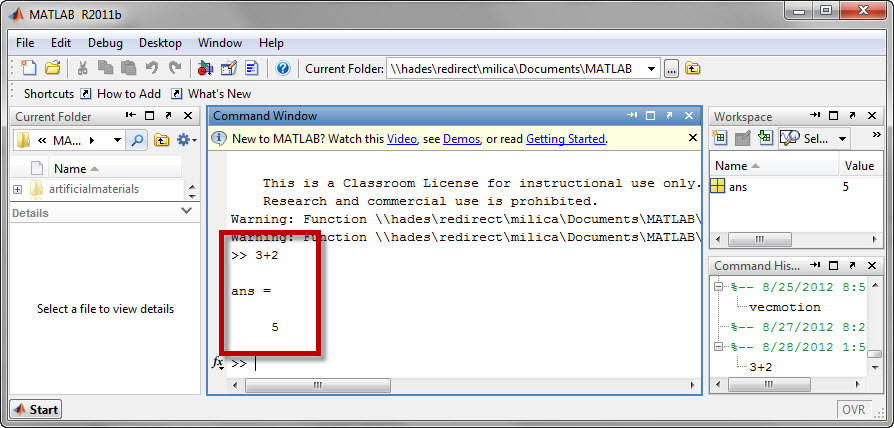 MATLAB R2011b
File Edit Debug Desktop Window Help
Current Folder: \\hades\redirect\milica\Documents\MATLAB
Shortcuts How to Add What's New
Current Folder
« MA...
Name
artificialmaterials
Details
Select a file to view details
Command Window
New to MATLAB? Watch this Video, see Demos, or read Getting Started.
This is a Classroom License for instructional use only.
Research and commercial use is prohibited.
Warning: Function \\hades\redirect\milica\Documents\MATLAB\
Warning: Function \\hades\redirect\milica\Documents\MATLAB\
>> 3+2
ans =
5
fx >>
Workspace
Sel...
Name Value
ans 5
Command His...
%-- 8/25/2012 8:5
vecmotion
%-- 8/27/2012 8:2
%-- 8/28/2012 1:5
3+2
Start
OVR